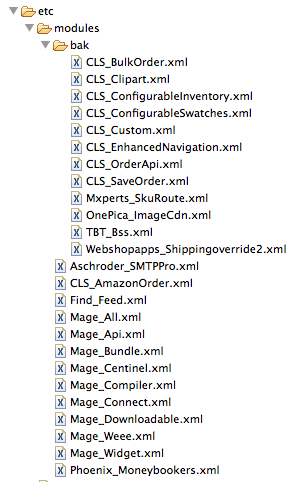 etc
modules
bak
CLS_BulkOrder.xml
CLS_Clipart.xml
CLS_ConfigurableInventory.xml
CLS_ConfigurableSwatches.xml
CLS_Custom.xml
CLS_EnhancedNavigation.xml
CLS_OrderApi.xml
CLS_SaveOrder.xml
Mxperts_SkuRoute.xml
OnePica_ImageCdn.xml
TBT_Bss.xml
Webshopapps_Shippingoverride2.xml
Aschroder_SMTPPro.xml
CLS_AmazonOrder.xml
Find_Feed.xml
Mage_All.xml
Mage_Api.xml
Mage_Bundle.xml
Mage_Centinel.xml
Mage_Compiler.xml
Mage_Connect.xml
Mage_Downloadable.xml
Mage_Weee.xml
Mage_Widget.xml
Phoenix_Moneybookers.xml